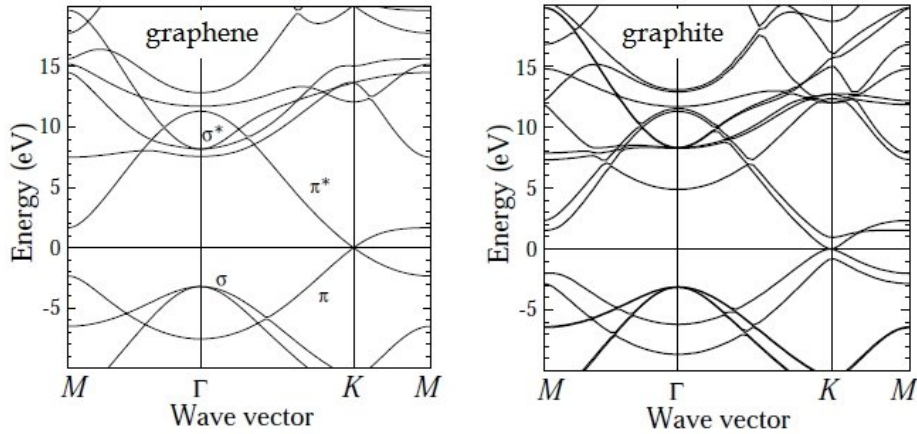 graphene
Energy (eV)
15
10
5
0
-5
σ*
π*
σ
π
M
Γ
K
M
Wave vector
graphite
Energy (eV)
15
10
5
0
-5
M
Γ
K
M
Wave vector